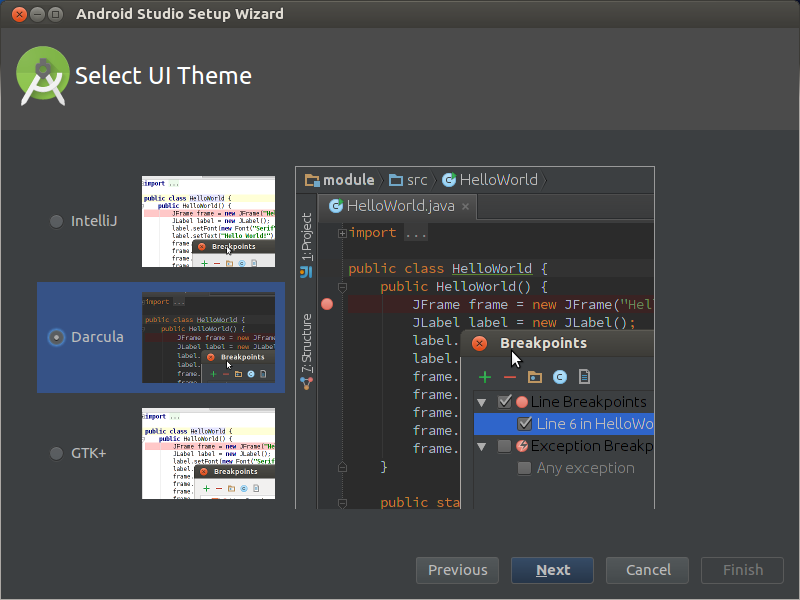 Android Studio Setup Wizard
Select UI Theme
IntelliJ
import ...
public class HelloWorld {
public HelloWorld() {
JFrame frame = new JFrame("He
JLabel label = new JLabel();
label.setFont(new Font("Serif
label.setText("Hello World!")
frame
frame.
frame.
Breakpoints
Darcula
import ...
public class HelloWorld {
public HelloWorld() {
JFrame frame = new JFrame("Hel
JLabel label = new JLabel();
label.
label.
frame.
frame.
Breakpoints
GTK+
import ...
public class HelloWorld {
public HelloWorld() {
JFrame frame = new JFrame("Hell
JLabel label = new JLabel();
label.setFont(new Font("Serif
label.
frame.
frame.
frame.
Breakpoints
module
src
HelloWorld
HelloWorld.java
1: Project
7: Structure
import ...
public class HelloWorld {
public HelloWorld() {
JFrame frame = new JFrame("Hell
JLabel label = new JLabel();
label.
label.
frame.
frame.
frame.
frame.
frame.
}
public sta
Breakpoints
Line Breakpoints
Line 6 in HelloWo
Exception Breakp
Any exception
Previous
Next
Cancel
Finish